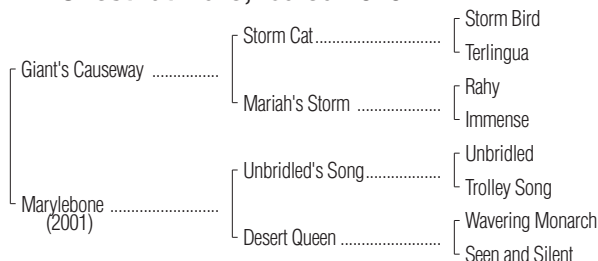 Storm Bird
Storm Cat
Terlingua
Giant's Causeway
Rahy
Mariah's Storm
Immense
Unbridled
Unbridled's Song
Trolley Song
Marylebone
(2001)
Wavering Monarch
Desert Queen
Seen and Silent